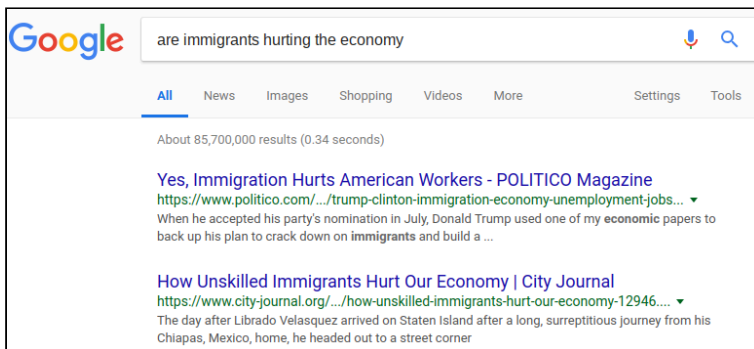 Google
are immigrants hurting the economy
All News Images Shopping Videos More Settings Tools
About 85,700,000 results (0.34 seconds)
Yes, Immigration Hurts American Workers - POLITICO Magazine
https://www.politico.com/.../trump-clinton-immigration-economy-unemployment-jobs...
When he accepted his party's nomination in July, Donald Trump used one of my economic papers to
back up his plan to crack down on immigrants and build a ...
How Unskilled Immigrants Hurt Our Economy | City Journal
https://www.city-journal.org/.../how-unskilled-immigrants-hurt-our-economy-12946....
The day after Librado Velasquez arrived on Staten Island after a long, surreptitious journey from his
Chiapas, Mexico, home, he headed out to a street corner